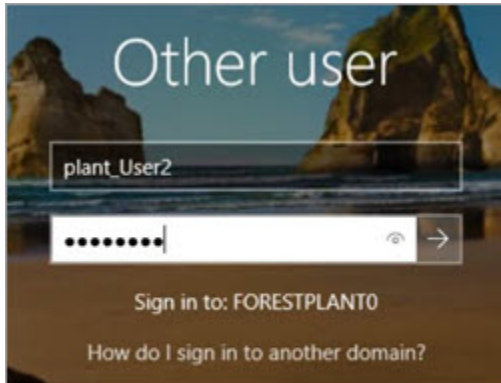 Other user
plant_User2
••••••••
Sign in to: FORESTPLANT0
How do I sign in to another domain?